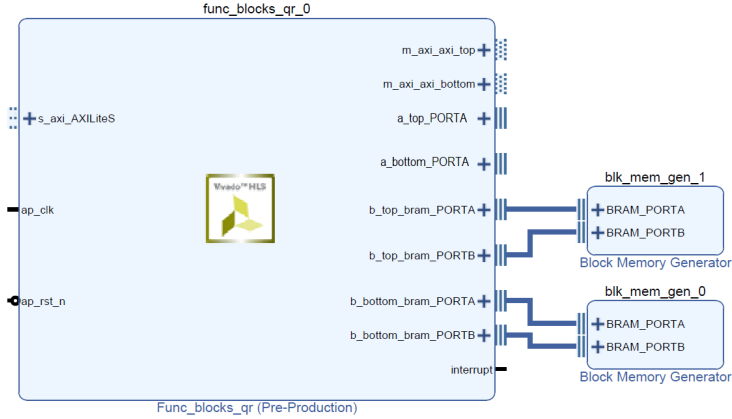 func_blocks_qr_0
m_axi_axi_top
m_axi_axi_bottom
s_axi_AXILiteS
a_top_PORTA
a_bottom_PORTA
Vivado™ HLS
blk_mem_gen_1
ap_clk
b_top_bram_PORTA
BRAM_PORTA
BRAM_PORTB
b_top_bram_PORTB
Block Memory Generator
blk_mem_gen_0
ap_rst_n
b_bottom_bram_PORTA
BRAM_PORTA
b_bottom_bram_PORTB
BRAM_PORTB
interrupt
Block Memory Generator
Func_blocks_qr (Pre-Production)